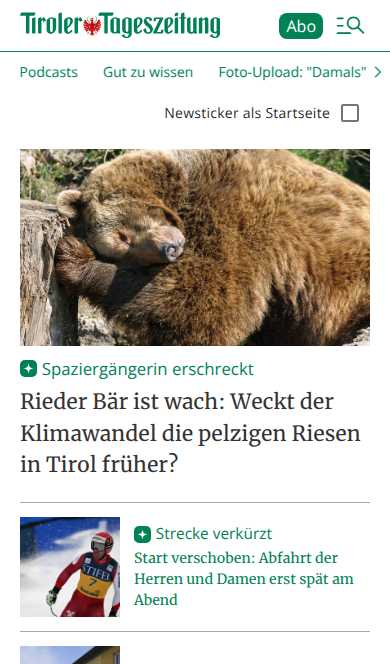 Tiroler Tageszeitung
Abo
Podcasts Gut zu wissen Foto-Upload: "Damals"
Newsticker als Startseite
Spaziergängerin erschreckt
Rieder Bär ist wach: Weckt der
Klimawandel die pelzigen Riesen
in Tirol früher?
STIFEL
7
Strecke verkürzt
Start verschoben: Abfahrt der
Herren und Damen erst spät am
Abend